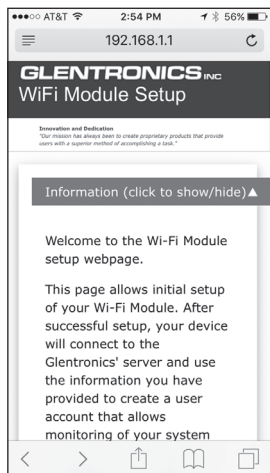 AT&T 2:54 PM 56%
192.168.1.1
GLENTRONICS INC
WiFi Module Setup
Innovation and Dedication
"Our mission has always been to create proprietary products that provide
users with a superior method of accomplishing a task."
Information (click to show/hide)▲
Welcome to the Wi-Fi Module
setup webpage.
This page allows initial setup
of your Wi-Fi Module. After
successful setup, your device
will connect to the
Glentronics' server and use
the information you have
provided to create a user
account that allows
monitoring of your system